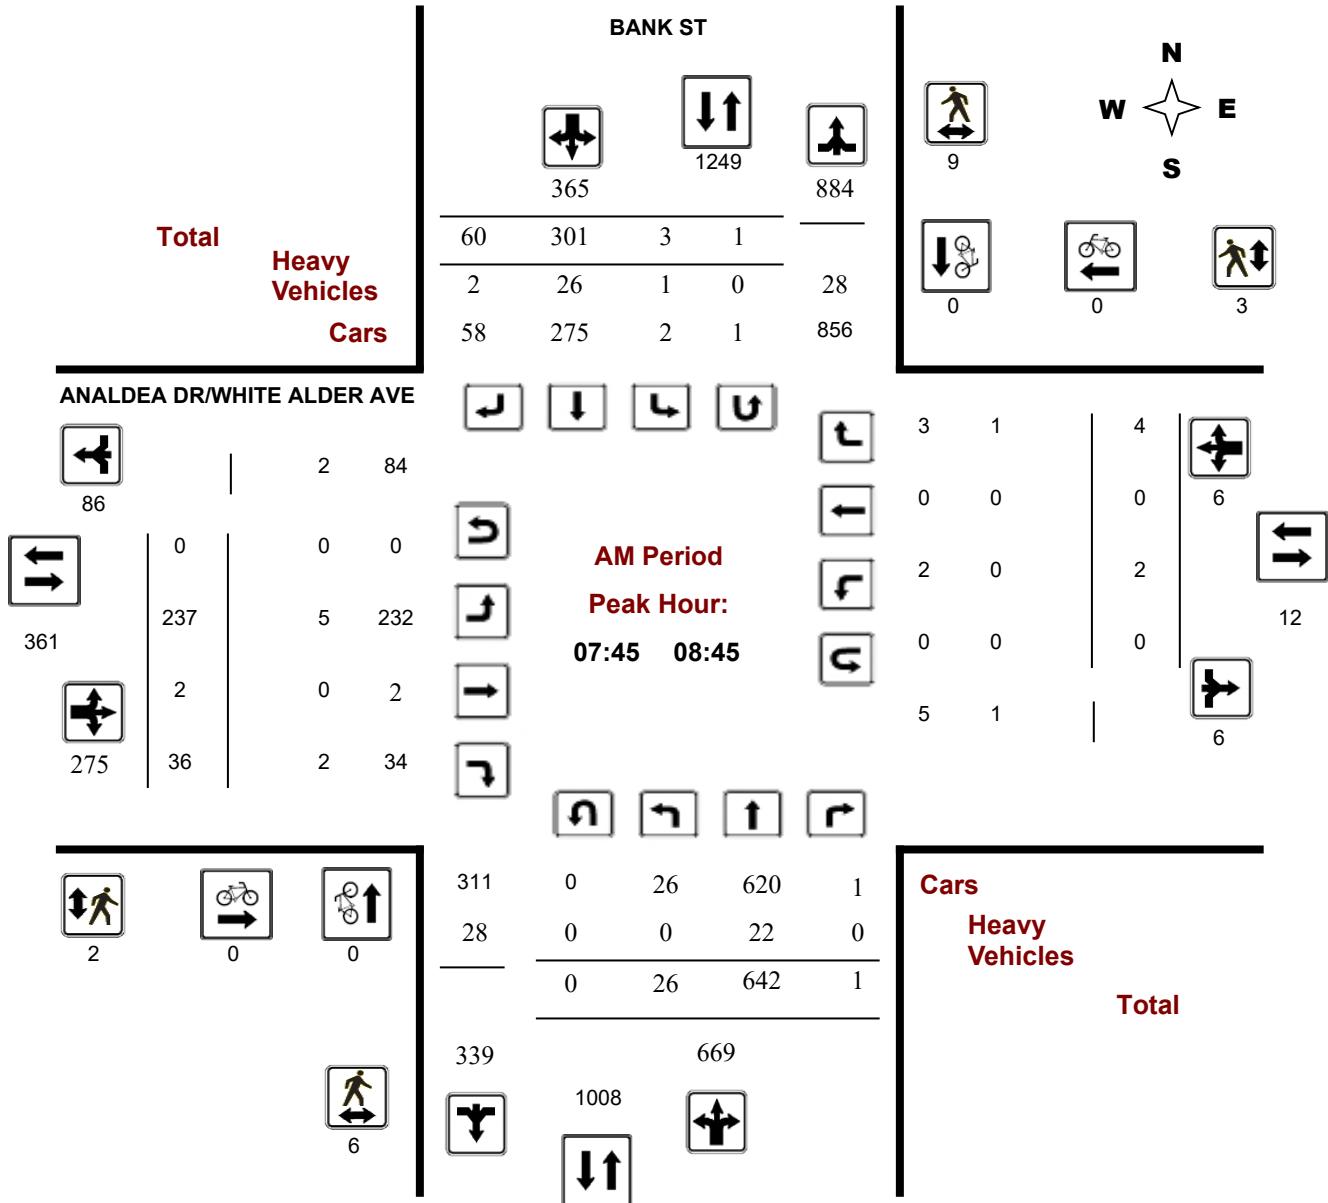 BANK ST
N
W E
S
1249
9
365 884
Total
60 301 3 1
Heavy
Vehicles
2 26 1 0 28
0 0 3
Cars
58 275 2 1 856
ANALDEA DR/WHITE ALDER AVE
3 1 4
2 84
86
0 0 0 6
0 0 0
AM Period
2 0 2
Peak Hour:
237 5 232
12
361
07:45 08:45
0 0 0
2 0 2
5 1
6
275 36 2 34
311 0 26 620 1
Cars
28 0 0 22 0
Heavy
Vehicles
2 0 0
0 26 642 1
Total
339 669
1008
6